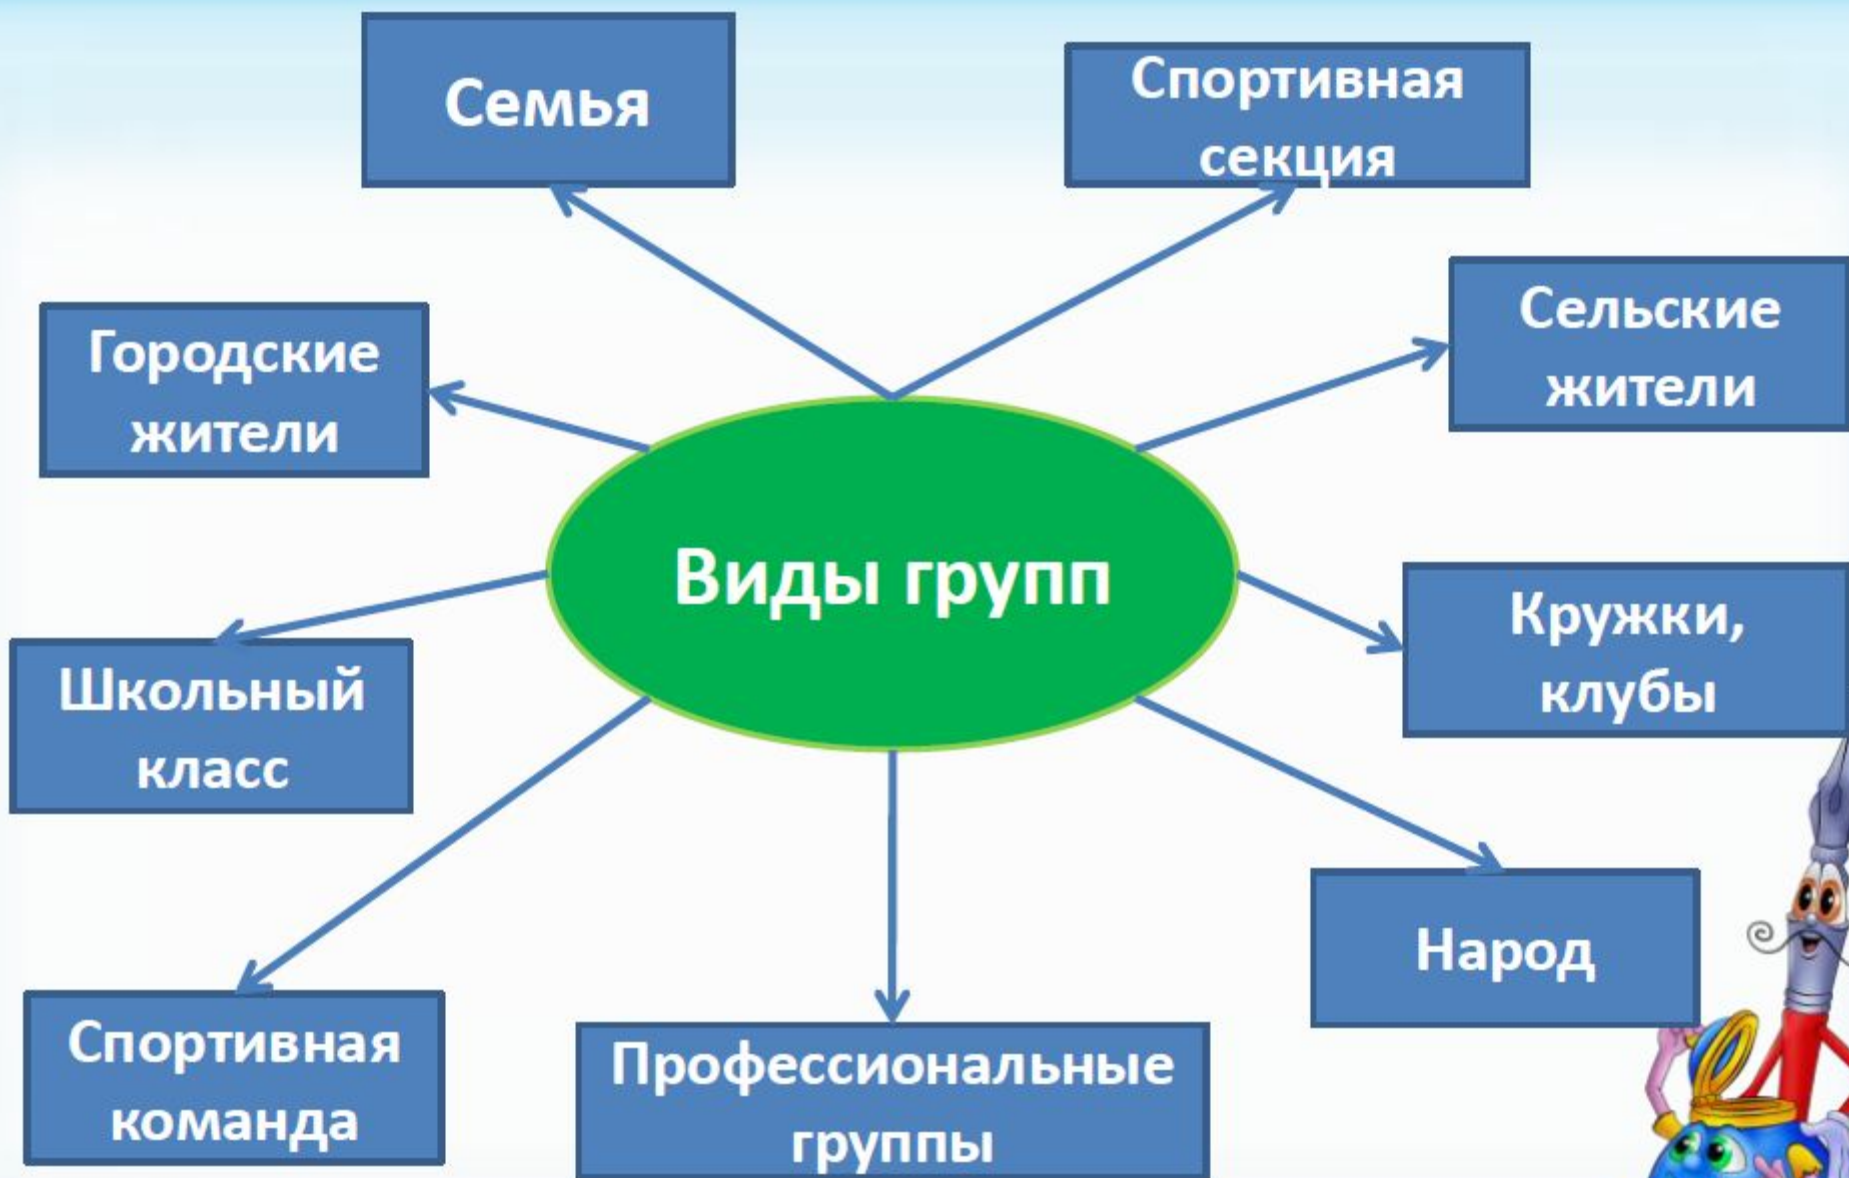 Семья
Спортивная
секция
Городские
жители
Сельские
жители
Виды групп
Школьный
класс
Кружки,
клубы
Народ
Спортивная
команда
Профессиональные
группы